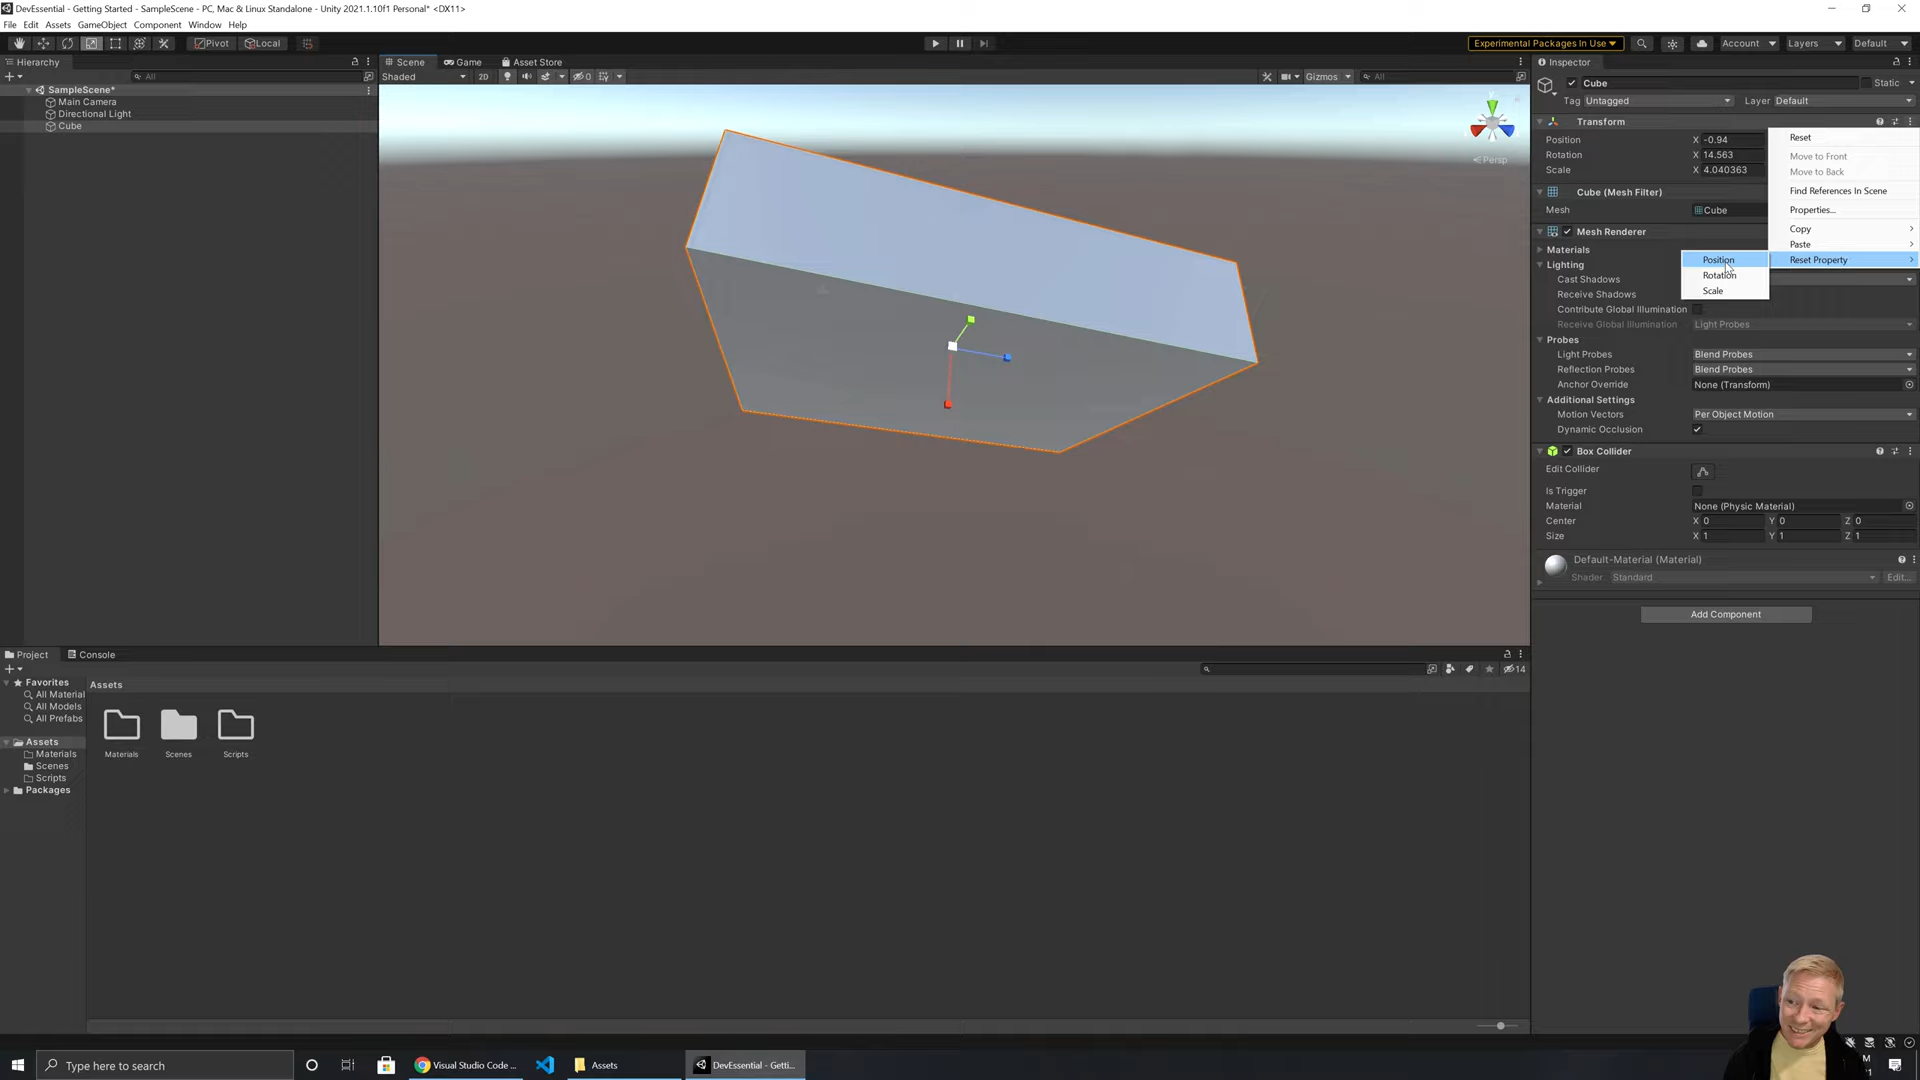 DevEssential - Getting Started - SampleScene - PC, Mac & Linux Standalone - Unity 2021.1.10f1 Personal* <DX11>
File Edit Assets GameObject Component Window Help
Pivot Local Experimental Packages In Use Account Layers Default
Hierarchy
All
SampleScene*
Main Camera
Directional Light
Cube
Scene Game Asset Store
Shaded 2D 0 Gizmos All
Persp
Inspector
Cube Static
Tag Untagged Layer Default
Transform
Position X -0.94
Rotation X 14.563
Scale X 4.040363
Cube (Mesh Filter)
Mesh Cube
Mesh Renderer
Materials
Lighting
Cast Shadows
Receive Shadows
Contribute Global Illumination
Receive Global Illumination Light Probes
Probes
Light Probes Blend Probes
Reflection Probes Blend Probes
Anchor Override None (Transform)
Additional Settings
Motion Vectors Per Object Motion
Dynamic Occlusion
Box Collider
Edit Collider
Is Trigger
Material None (Physic Material)
Center X 0 Y 0 Z 0
Size X 1 Y 1 Z 1
Default-Material (Material)
Shader Standard Edit...
Add Component
Reset
Move to Front
Move to Back
Find References In Scene
Properties...
Copy
Paste
Reset Property
Position
Rotation
Scale
Project Console
14
Favorites
All Material
All Models
All Prefabs
Assets
Materials
Scenes
Scripts
Packages
Assets
Materials Scenes Scripts
Type here to search
Visual Studio Code ...
Assets
DevEssential - Getti...